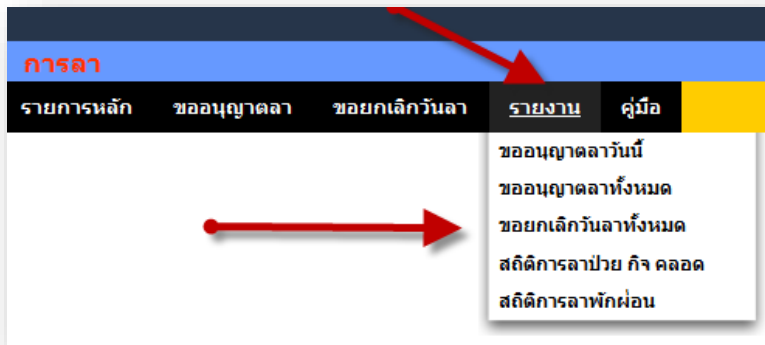 การลา
รายการหลัก ขออนุญาตลา ขอยกเลิกวันลา รายงาน คู่มือ
ขออนุญาตลาวันนี้
ขออนุญาตลาทั้งหมด
ขอยกเลิกวันลาทั้งหมด
สถิติการลาป่วย กิจ คลอด
สถิติการลาพักผ่อน